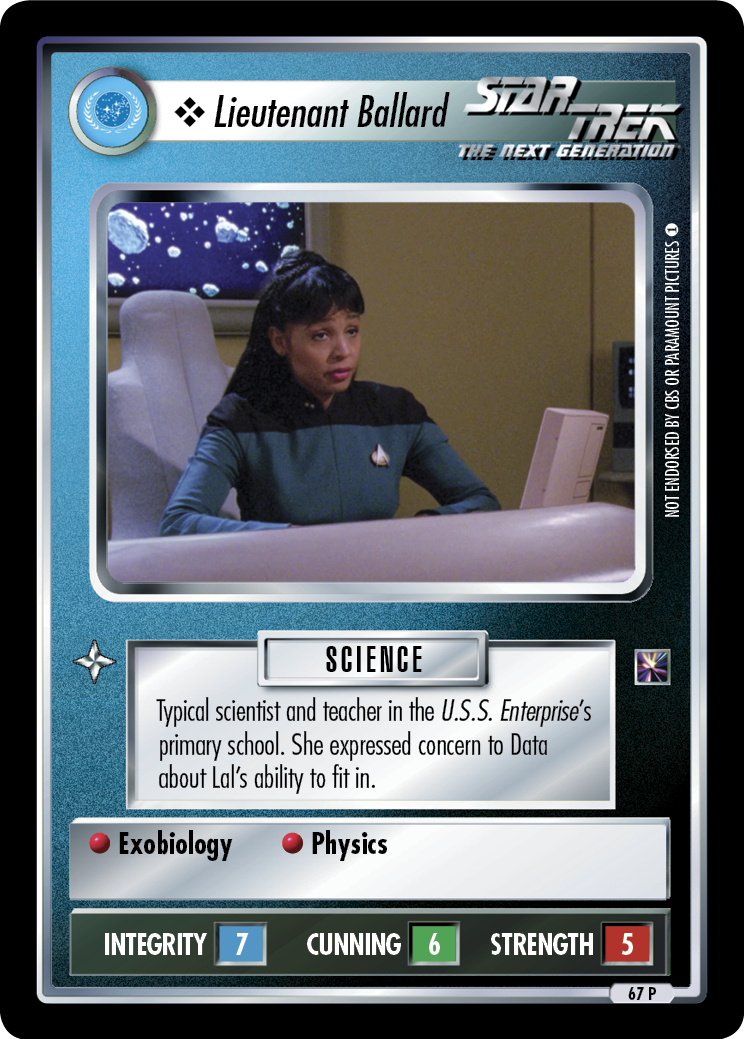 ❖ Lieutenant Ballard
STAR TREK
THE NEXT GENERATION
NOT ENDORSED BY CBS OR PARAMOUNT PICTURES 1
SCIENCE
Typical scientist and teacher in the U.S.S. Enterprise's
primary school. She expressed concern to Data
about Lal's ability to fit in.
Exobiology Physics
INTEGRITY 7 CUNNING 6 STRENGTH 5
67 P